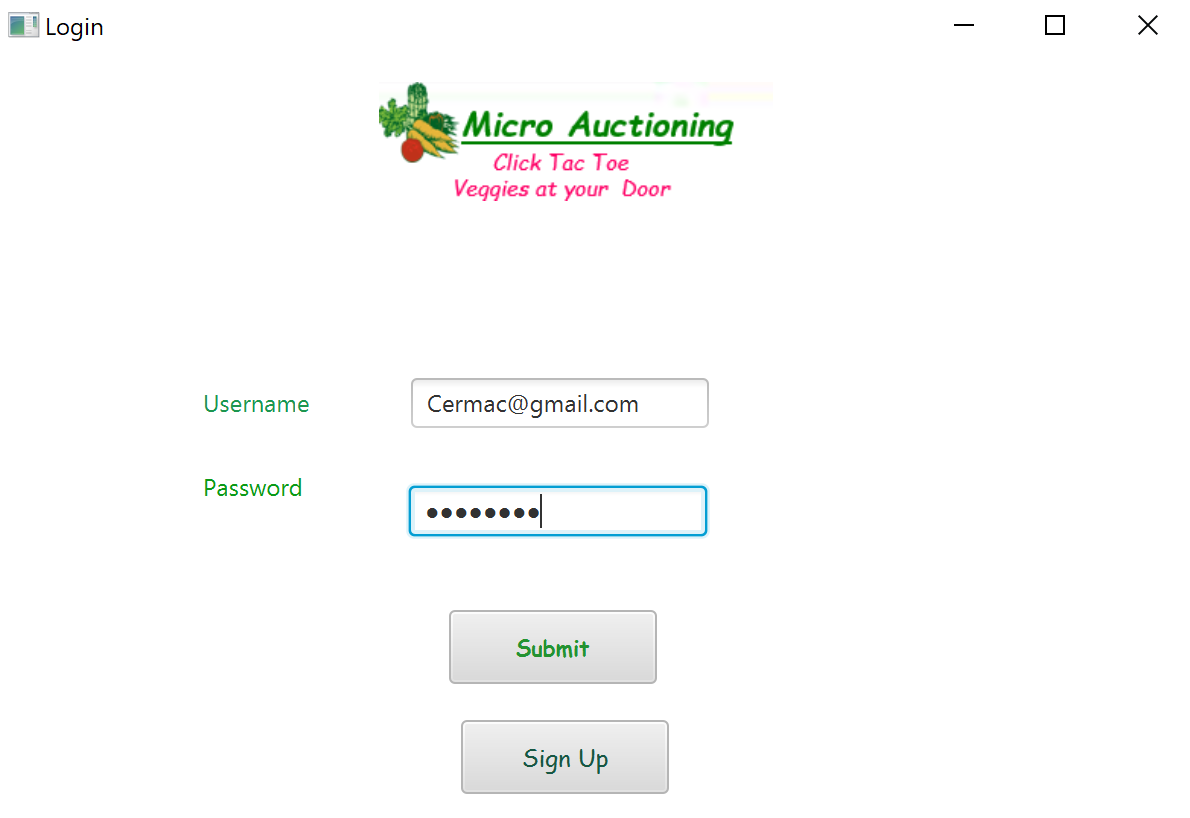 Login
Micro Auctioning
Click Tac Toe
Veggies at your Door
Username
Cermac@gmail.com
Password
••••••••
Submit
Sign Up